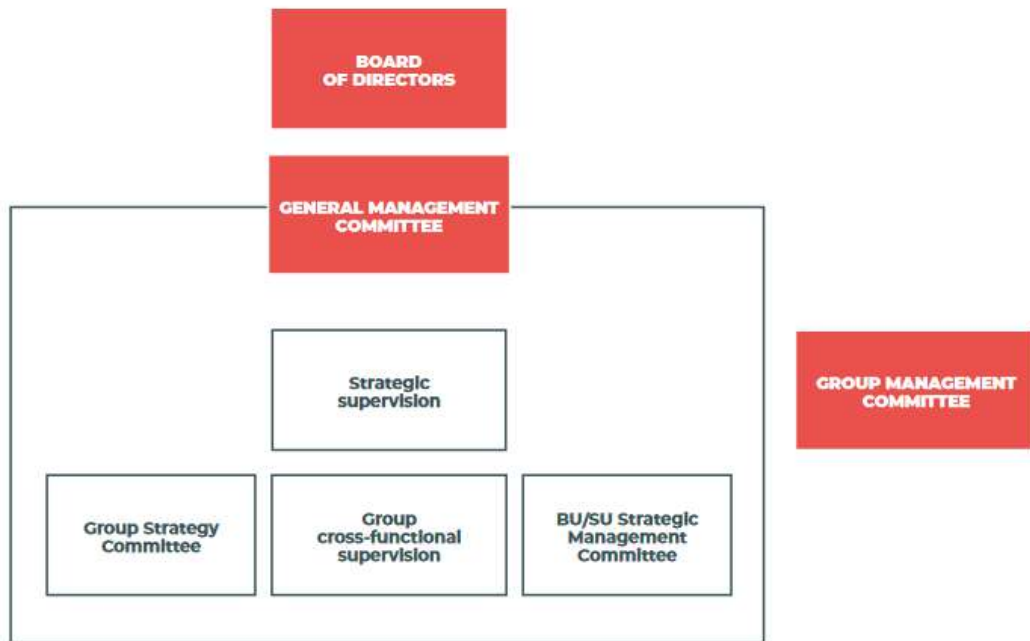 BOARD
OF DIRECTORS
GENERAL MANAGEMENT
COMMITTEE
Strategic
supervision
GROUP MANAGEMENT
COMMITTEE
Group Strategy
Committee
Group
cross-functional
supervision
BU/SU Strategic
Management
Committee